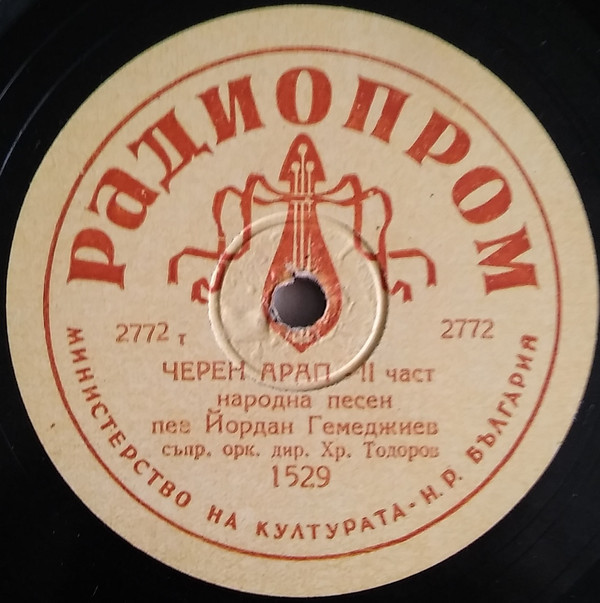 РАДИОПРОМ
2772 т 2772
ЧЕРЕН АРАП - II част
народна песен
пее Йордан Гемеджиев
съпр. орк. дир. Хр. Тодоров
1529
МИНИСТЕРСТВО НА КУЛТУРАТА · Н. Р. БЪЛГАРИЯ